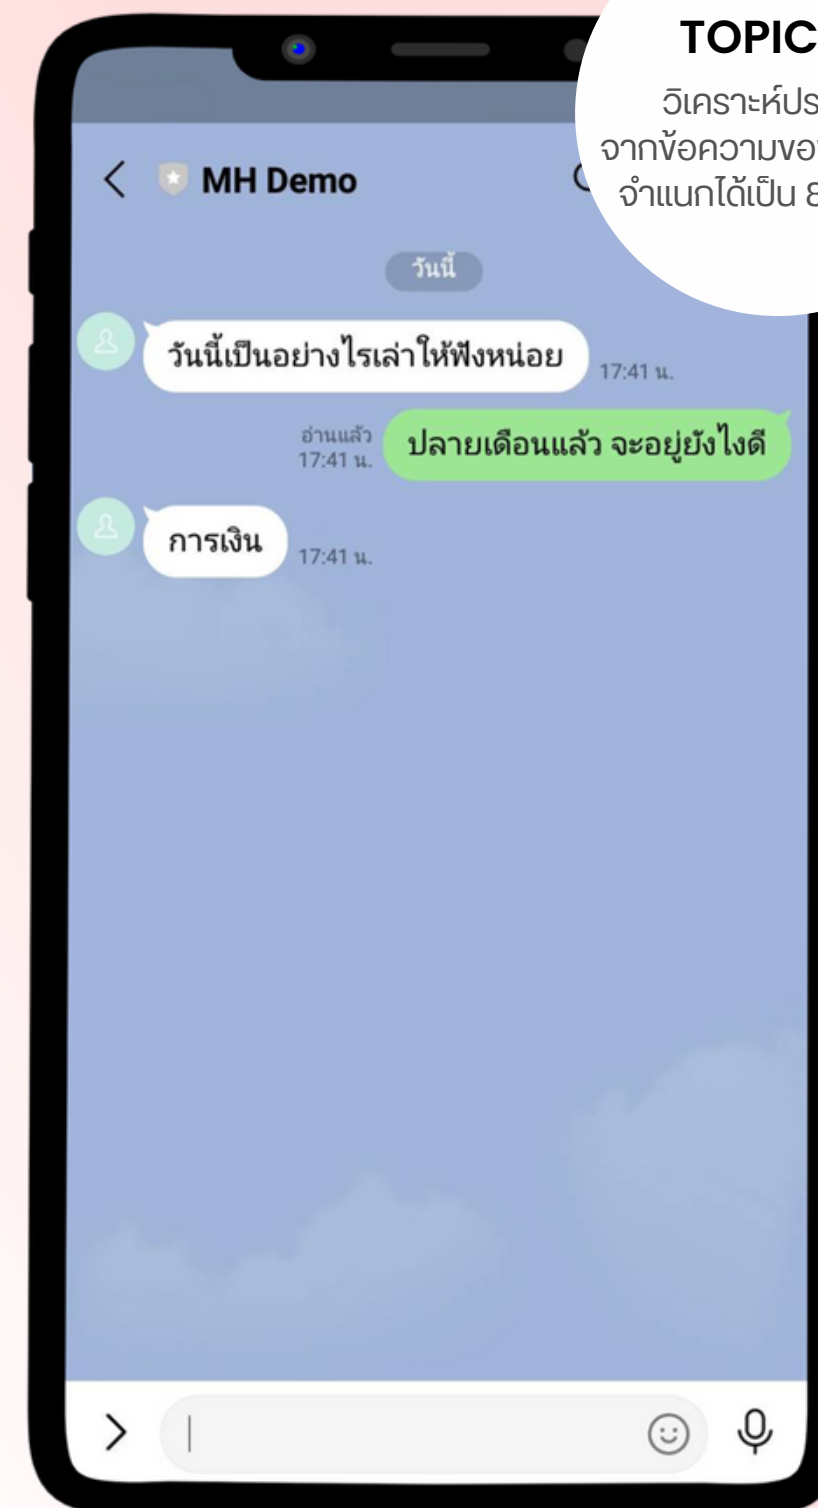 TOPIC
วิเคราะห์
จากข้อความ
จำแนกได้เป็น 8
MH Demo
วันนี้
วันนี้เป็นอย่างไรเล่าให้ฟังหน่อย
17:41 น.
อ่านแล้ว
17:41 น.
ปลายเดือนแล้ว จะอยู่ยังไงดี
การเงิน
17:41 น.